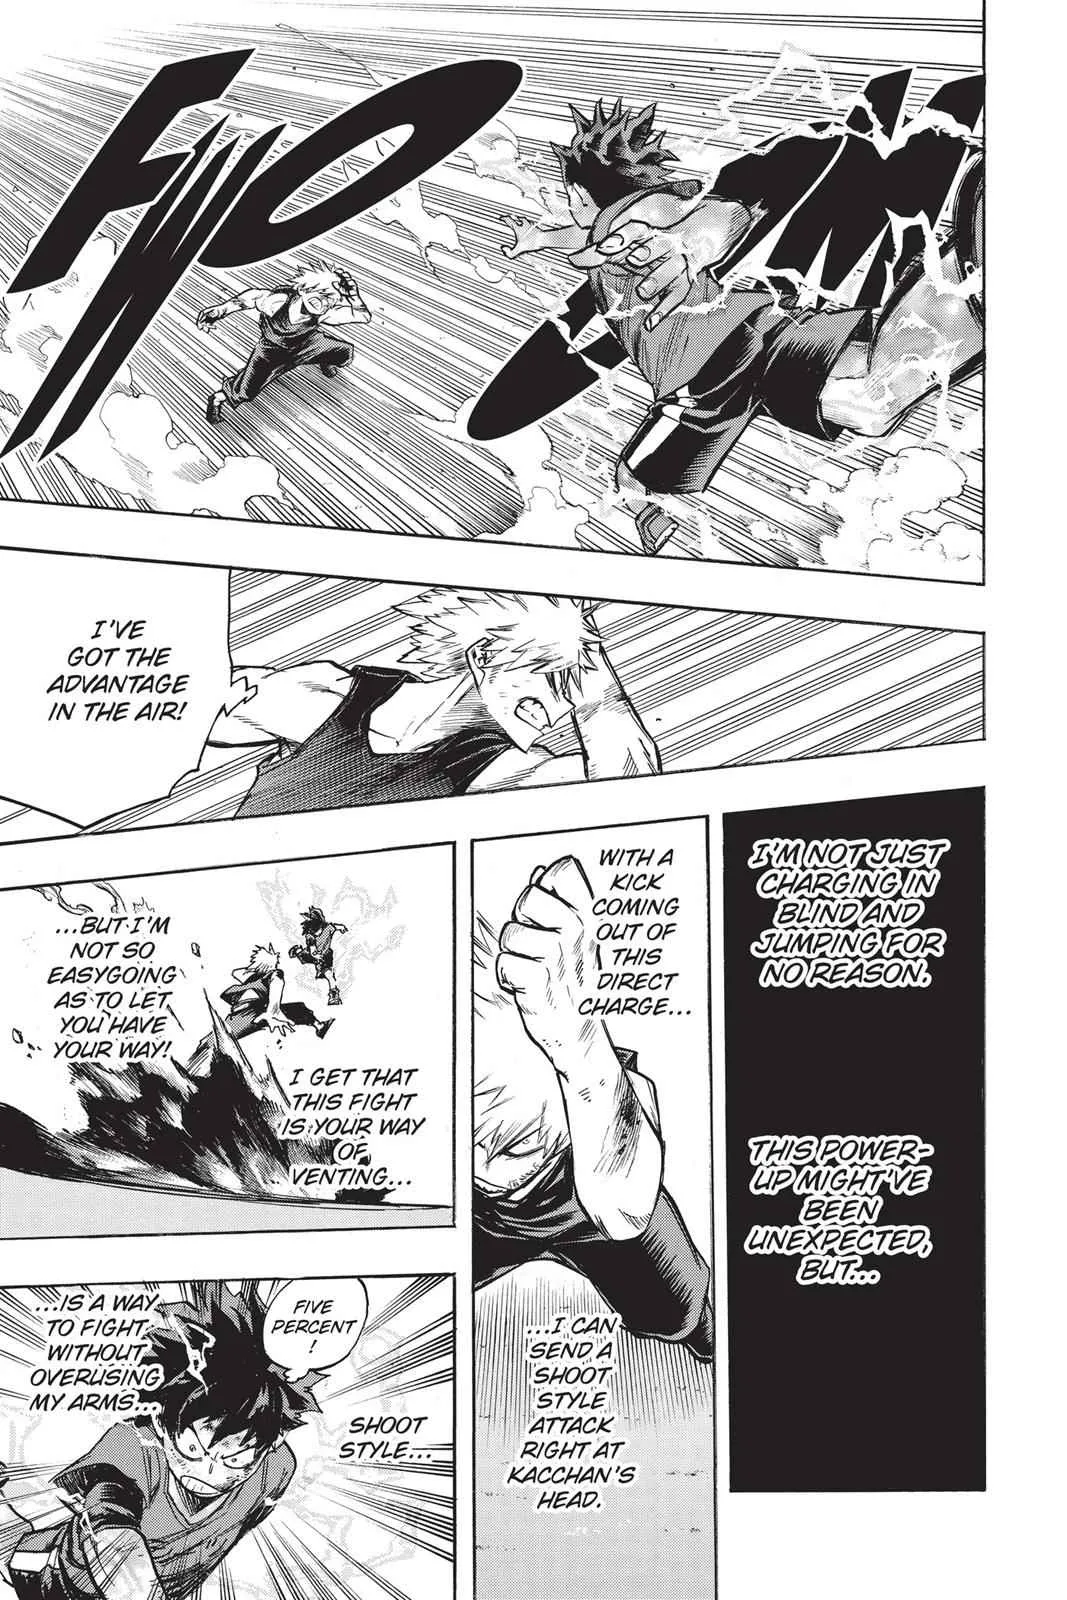 FWOOM
I'VE
GOT THE
ADVANTAGE
IN THE AIR!
I'M NOT JUST
CHARGING IN
BLIND AND
JUMPING FOR
NO REASON.
THIS POWER-
UP MIGHT'VE
BEEN
UNEXPECTED,
BUT...
WITH A
KICK
COMING
OUT OF
THIS
DIRECT
CHARGE...
...I CAN
SEND A
SHOOT
STYLE
ATTACK
RIGHT AT
KACCHAN'S
HEAD.
I GET THAT
THIS FIGHT
IS YOUR WAY
OF
VENTING...
...BUT I'M
NOT SO
EASYGOING
AS TO LET
YOU HAVE
YOUR WAY!
FIVE
PERCENT
!
SHOOT
STYLE...
...IS A WAY
TO FIGHT
WITHOUT
OVERUSING
MY ARMS...